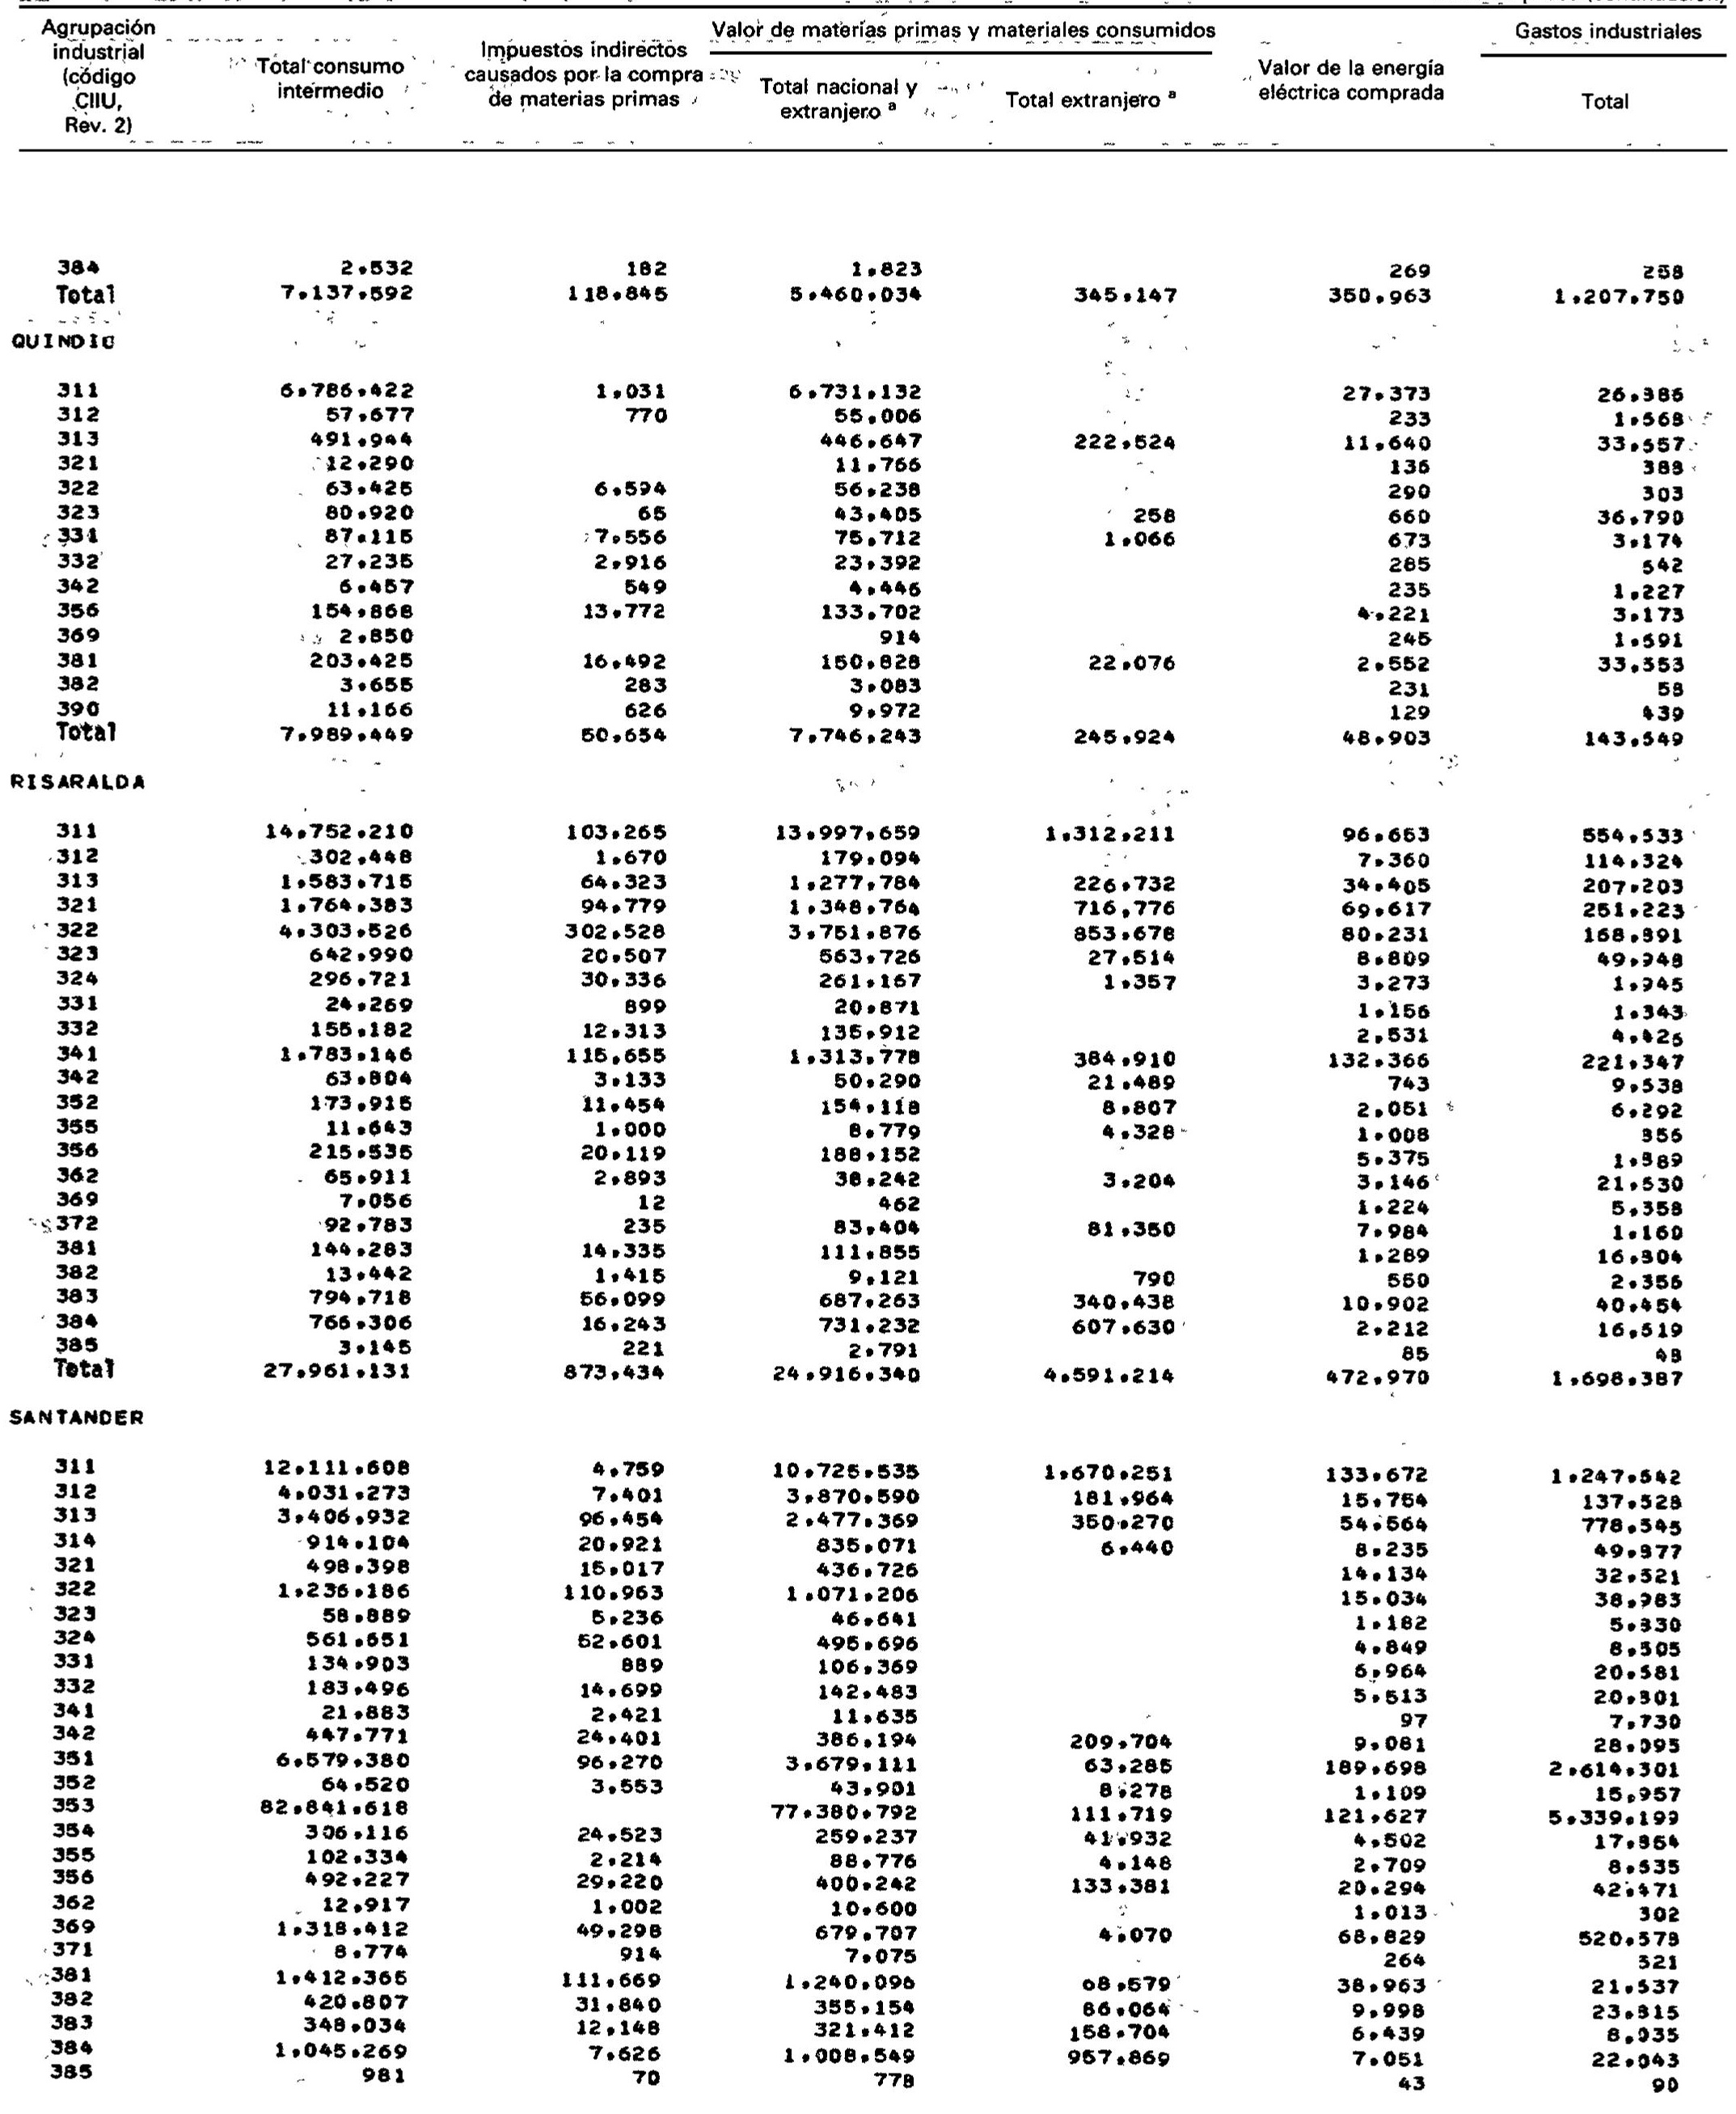 Agrupación industrial (código CIIU, Rev. 2) Total consumo intermedio Impuestos indirectos causados por la compra de materias primas Valor de materias primas y materiales consumidos Total nacional y extranjero a Total extranjero a Valor de la energía eléctrica comprada Gastos industriales Total
384 2.532 182 1.823 269 258
Total 7.137.592 118.845 5.460.034 345.147 350.963 1.207.750
QUINDIO
311 6.786.422 1.031 6.731.132 27.373 26.386
312 57.677 770 55.006 233 1.668
313 491.944 446.647 222.524 11.640 33.657
321 12.290 11.766 136 388
322 63.425 6.594 56.238 290 303
323 80.920 65 43.405 258 660 36.790
331 87.115 7.556 75.712 1.066 673 3.174
332 27.235 2.916 23.392 285 642
342 6.457 549 4.446 235 1.227
356 154.868 13.772 133.702 4.221 3.173
369 2.850 914 245 1.691
381 203.425 16.492 150.828 22.076 2.552 33.553
382 3.655 283 3.083 231 58
390 11.166 626 9.972 129 439
Total 7.989.449 50.654 7.746.243 245.924 48.903 143.649
RISARALDA
311 14.752.210 103.265 13.997.659 1.312.211 96.653 554.633
312 302.448 1.670 179.094 7.360 114.324
313 1.583.715 64.323 1.277.784 226.732 34.405 207.203
321 1.764.383 94.779 1.348.764 716.776 69.617 251.223
322 4.303.526 302.528 3.751.876 853.678 80.231 168.891
323 642.990 20.507 563.726 27.514 8.809 49.948
324 296.721 30.336 261.167 1.357 3.273 1.945
331 24.269 899 20.871 1.156 1.343
332 155.182 12.313 135.912 2.531 4.426
341 1.783.146 115.655 1.313.778 384.910 132.366 221.347
342 63.804 3.133 50.290 21.489 743 9.638
352 173.915 11.454 154.118 8.807 2.051 6.292
355 11.643 1.000 8.779 4.328 1.008 856
356 215.535 20.119 188.152 5.375 1.889
362 65.911 2.893 38.242 3.204 3.146 21.630
369 7.056 12 462 1.224 5.358
372 92.783 235 83.404 81.350 7.984 1.160
381 144.283 14.335 111.855 1.289 16.804
382 13.442 1.415 9.121 790 550 2.356
383 794.718 56.099 687.263 340.438 10.902 40.454
384 766.306 16.243 731.232 607.630 2.212 16.619
385 3.145 221 2.791 85 48
Total 27.961.131 873.434 24.916.340 4.591.214 472.970 1.698.387
SANTANDER
311 12.111.608 4.759 10.725.535 1.670.251 133.672 1.247.642
312 4.031.273 7.401 3.870.590 181.964 15.754 137.528
313 3.406.932 96.454 2.477.369 350.270 54.564 778.545
314 914.104 20.921 835.071 6.440 8.235 49.877
321 498.398 15.017 436.726 14.134 32.521
322 1.236.186 110.963 1.071.206 15.034 38.983
323 58.889 5.236 46.641 1.182 5.830
324 561.651 52.601 495.696 4.849 8.505
331 134.903 889 106.369 6.964 20.681
332 183.496 14.699 142.483 5.513 20.801
341 21.883 2.421 11.635 97 7.730
342 447.771 24.401 386.194 209.704 9.081 28.095
351 6.579.380 96.270 3.679.111 63.285 189.698 2.614.301
352 64.520 3.553 43.901 8.278 1.109 15.957
353 82.841.618 77.380.792 111.719 121.627 5.339.199
354 306.116 24.523 259.237 41.932 4.502 17.854
355 102.334 2.214 88.776 4.148 2.709 8.635
356 492.227 29.220 400.242 133.381 20.294 42.471
362 12.917 1.002 10.600 1.013 302
369 1.318.412 49.298 679.707 4.070 68.829 520.578
371 8.774 914 7.075 264 521
381 1.412.365 111.669 1.240.096 68.579 38.963 21.637
382 420.807 31.840 355.154 86.064 9.998 23.815
383 348.034 12.148 321.412 158.704 6.439 8.035
384 1.045.269 7.626 1.008.549 957.869 7.051 22.043
385 981 70 778 43 90